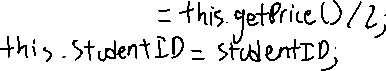 = this.getPrice()/2;
this.studentID = studentID;